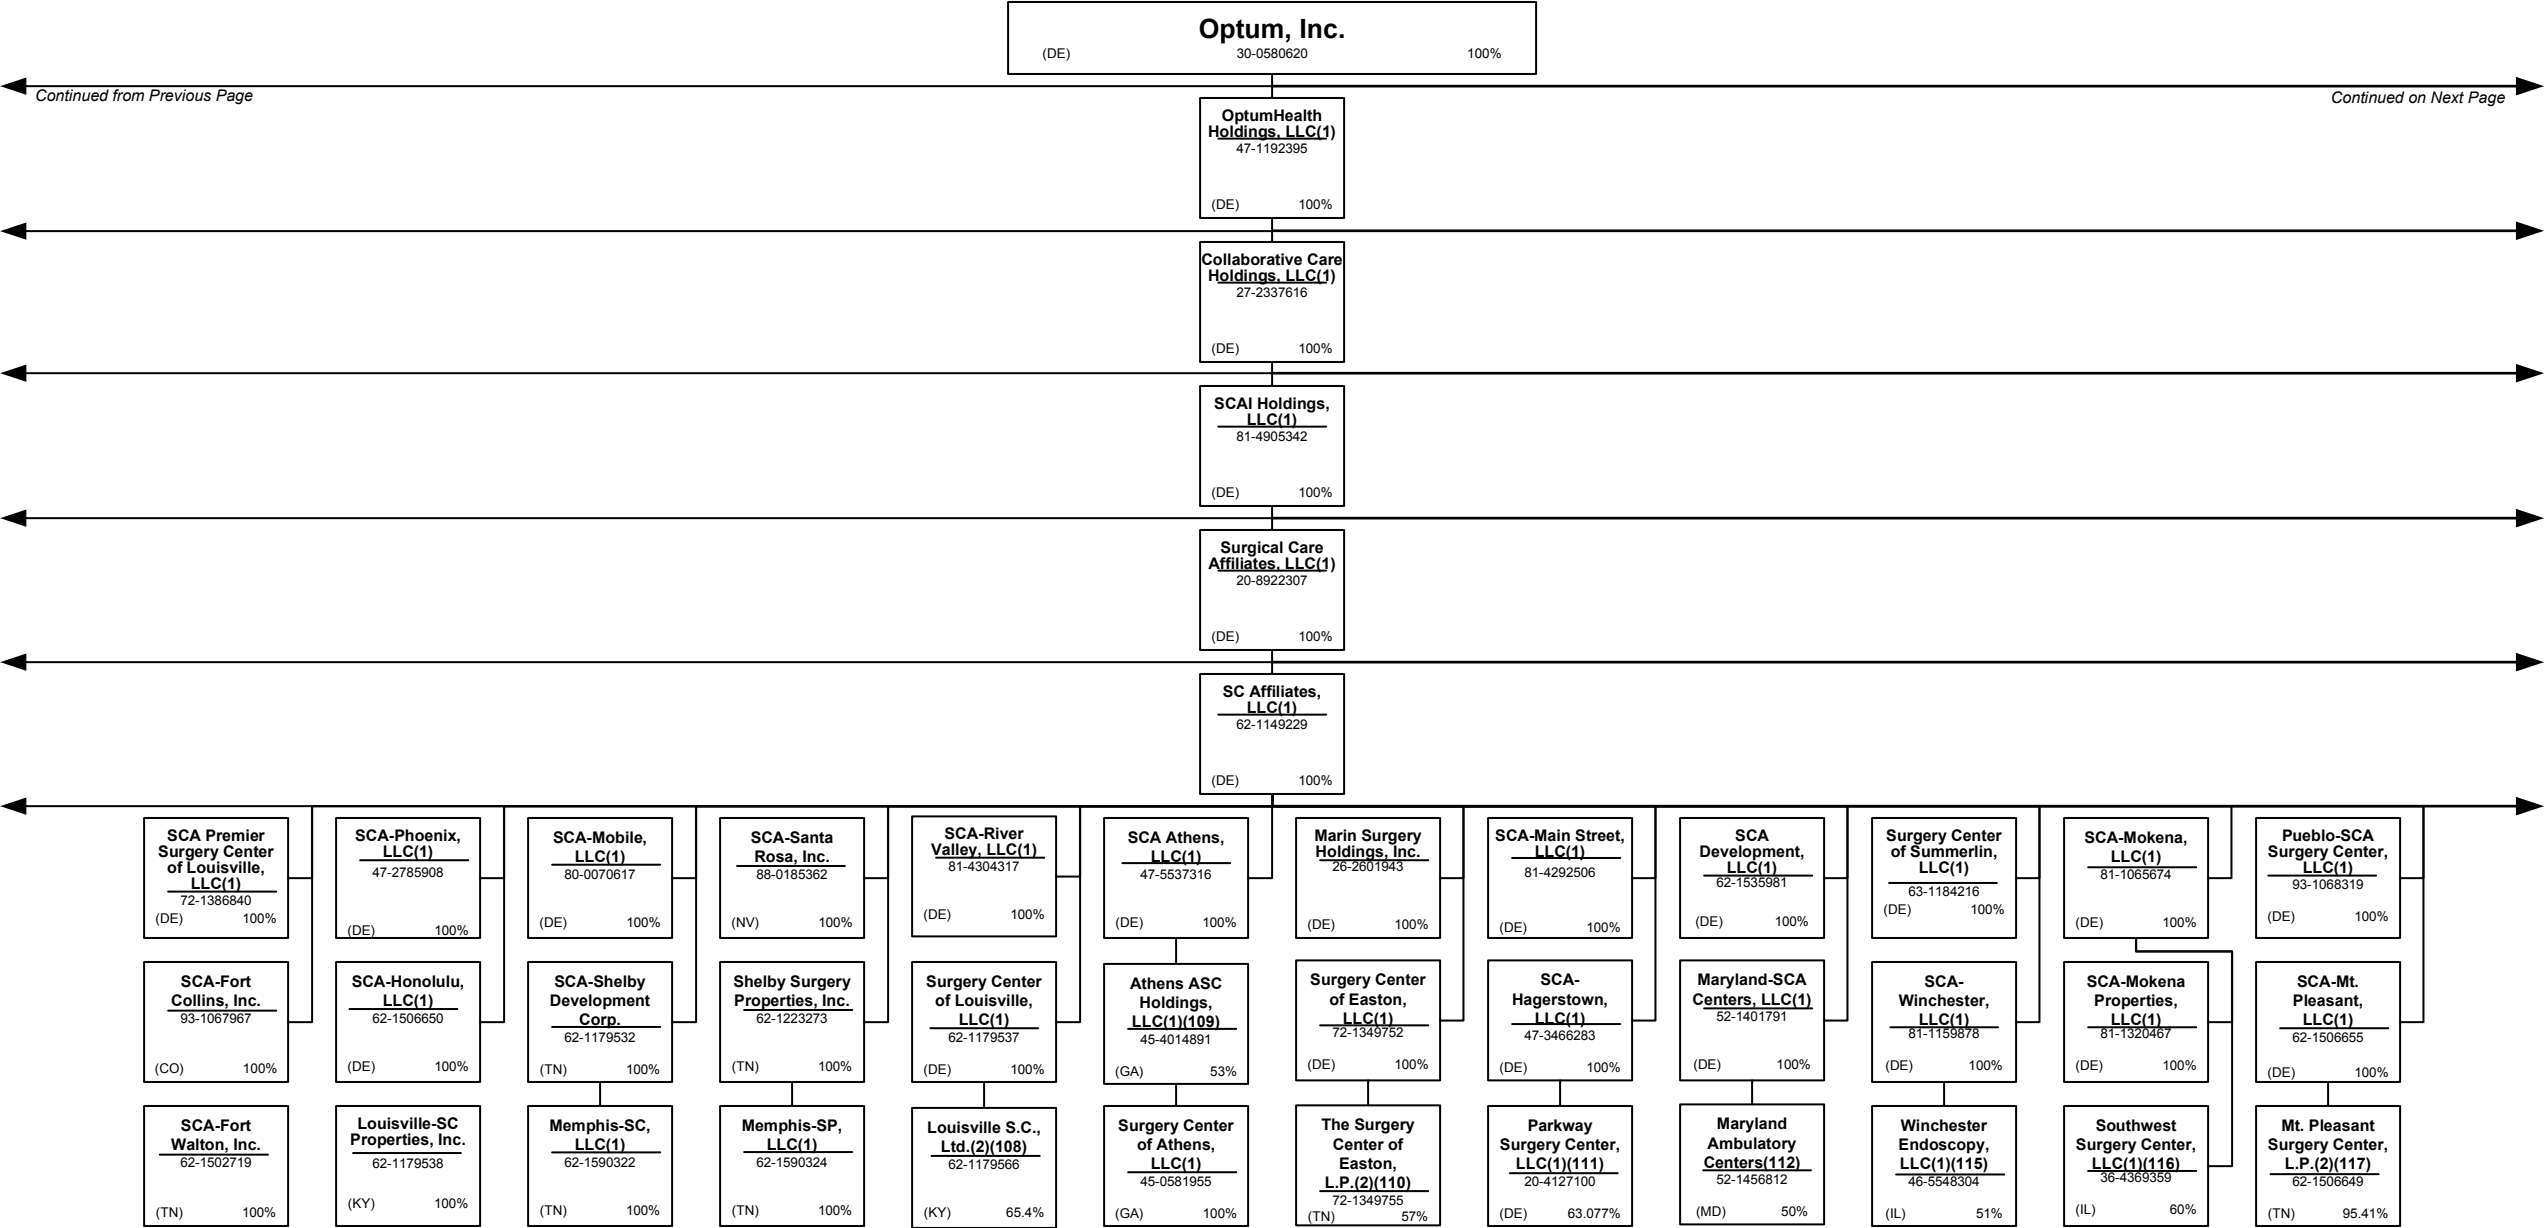 Optum, Inc.
(DE) 30-0580620 100%
Continued from Previous Page
Continued on Next Page
OptumHealth
Holdings, LLC(1)
47-1192395
(DE) 100%
Collaborative Care
Holdings, LLC(1)
27-2337616
(DE) 100%
SCAI Holdings,
LLC(1)
81-4905342
(DE) 100%
Surgical Care
Affiliates, LLC(1)
20-8922307
(DE) 100%
SC Affiliates,
LLC(1)
62-1149229
(DE) 100%
SCA Premier
Surgery Center
of Louisville,
LLC(1)
72-1386840
(DE) 100%
SCA-Phoenix,
LLC(1)
47-2785908
(DE) 100%
SCA-Mobile,
LLC(1)
80-0070617
(DE) 100%
SCA-Santa
Rosa, Inc.
88-0185362
(NV) 100%
SCA-River
Valley, LLC(1)
81-4304317
(DE) 100%
SCA Athens,
LLC(1)
47-5537316
(DE) 100%
Marin Surgery
Holdings, Inc.
26-2601943
(DE) 100%
SCA-Main Street,
LLC(1)
81-4292506
(DE) 100%
SCA
Development,
LLC(1)
62-1535981
(DE) 100%
Surgery Center
of Summerlin,
LLC(1)
63-1184216
(DE) 100%
SCA-Mokena,
LLC(1)
81-1065674
(DE) 100%
Pueblo-SCA
Surgery Center,
LLC(1)
93-1068319
(DE) 100%
SCA-Fort
Collins, Inc.
93-1067967
(CO) 100%
SCA-Honolulu,
LLC(1)
62-1506650
(DE) 100%
SCA-Shelby
Development
Corp.
62-1179532
(TN) 100%
Shelby Surgery
Properties, Inc.
62-1223273
(TN) 100%
Surgery Center
of Louisville,
LLC(1)
62-1179537
(DE) 100%
Athens ASC
Holdings,
LLC(1)(109)
45-4014891
(GA) 53%
Surgery Center
of Easton,
LLC(1)
72-1349752
(DE) 100%
SCA-
Hagerstown,
LLC(1)
47-3466283
(DE) 100%
Maryland-SCA
Centers, LLC(1)
52-1401791
(DE) 100%
SCA-
Winchester,
LLC(1)
81-1159878
(DE) 100%
SCA-Mokena
Properties,
LLC(1)
81-1320467
(DE) 100%
SCA-Mt.
Pleasant,
LLC(1)
62-1506655
(DE) 100%
SCA-Fort
Walton, Inc.
62-1502719
(TN) 100%
Louisville-SC
Properties, Inc.
62-1179538
(KY) 100%
Memphis-SC,
LLC(1)
62-1590322
(TN) 100%
Memphis-SP,
LLC(1)
62-1590324
(TN) 100%
Louisville S.C.,
Ltd.(2)(108)
62-1179566
(KY) 65.4%
Surgery Center
of Athens,
LLC(1)
45-0581955
(GA) 100%
The Surgery
Center of
Easton,
L.P.(2)(110)
72-1349755
(TN) 57%
Parkway
Surgery Center,
LLC(1)(111)
20-4127100
(DE) 63.077%
Maryland
Ambulatory
Centers(112)
52-1456812
(MD) 50%
Winchester
Endoscopy,
LLC(1)(115)
46-5548304
(IL) 51%
Southwest
Surgery Center,
LLC(1)(116)
36-4369359
(IL) 60%
Mt. Pleasant
Surgery Center,
L.P.(2)(117)
62-1506649
(TN) 95.41%